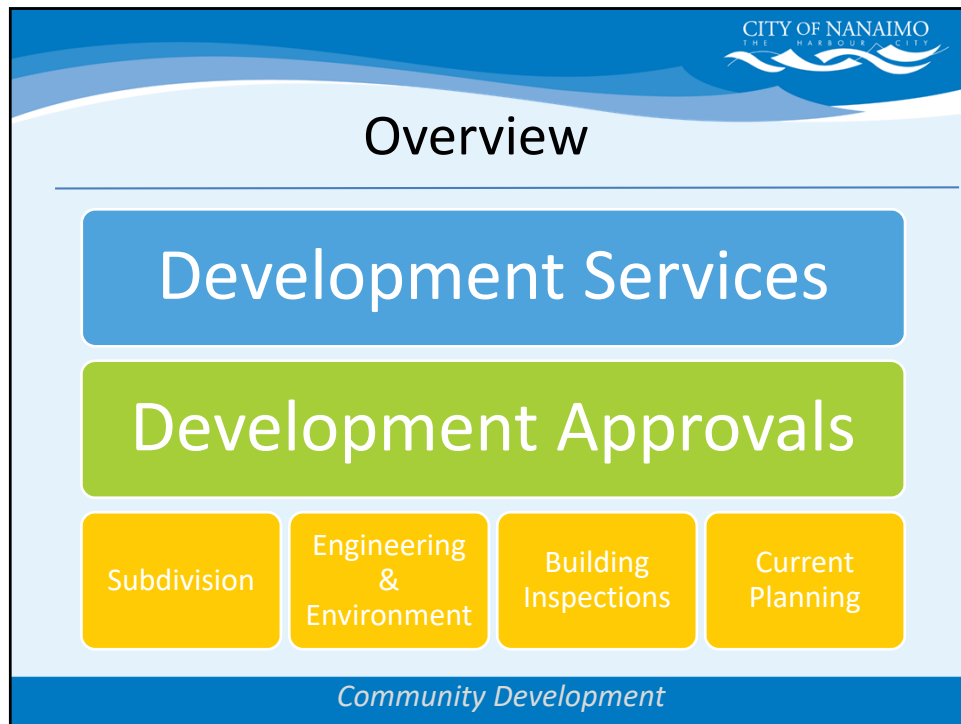 CITY OF NANAIMO
THE HARBOUR CITY
Overview
Development Services
Development Approvals
Subdivision
Engineering
&
Environment
Building
Inspections
Current
Planning
Community Development